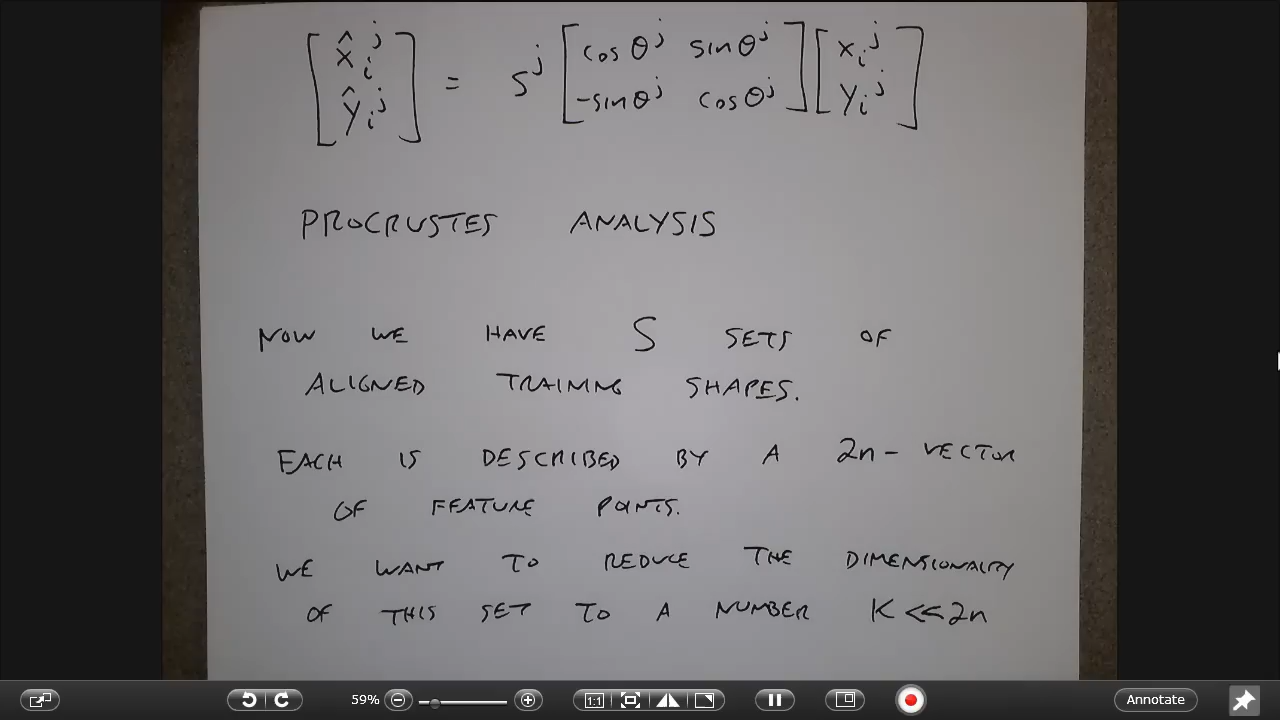 [x̂ᵢʲ ŷᵢʲ] = sʲ [cos θʲ sin θʲ -sin θʲ cos θʲ] [xᵢʲ yᵢʲ]
PROCRUSTES ANALYSIS
NOW WE HAVE S SETS OF
ALIGNED TRAINING SHAPES.
EACH IS DESCRIBED BY A 2n-VECTOR
OF FEATURE POINTS.
WE WANT TO REDUCE THE DIMENSIONALITY
OF THIS SET TO A NUMBER K<<2n
59% 1:1 Annotate